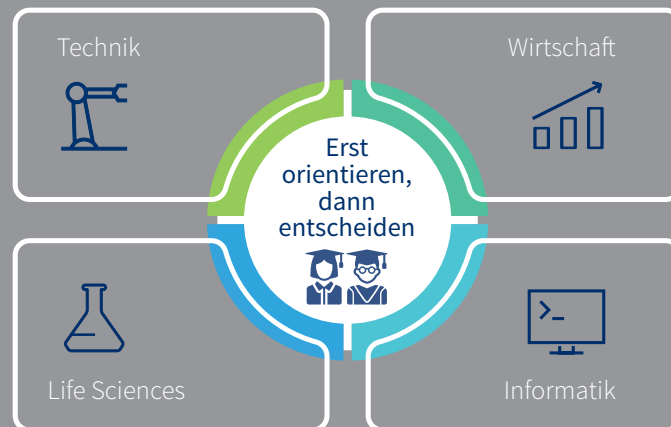 Technik
Wirtschaft
Erst
orientieren,
dann
entscheiden
>_
Life Sciences
Informatik